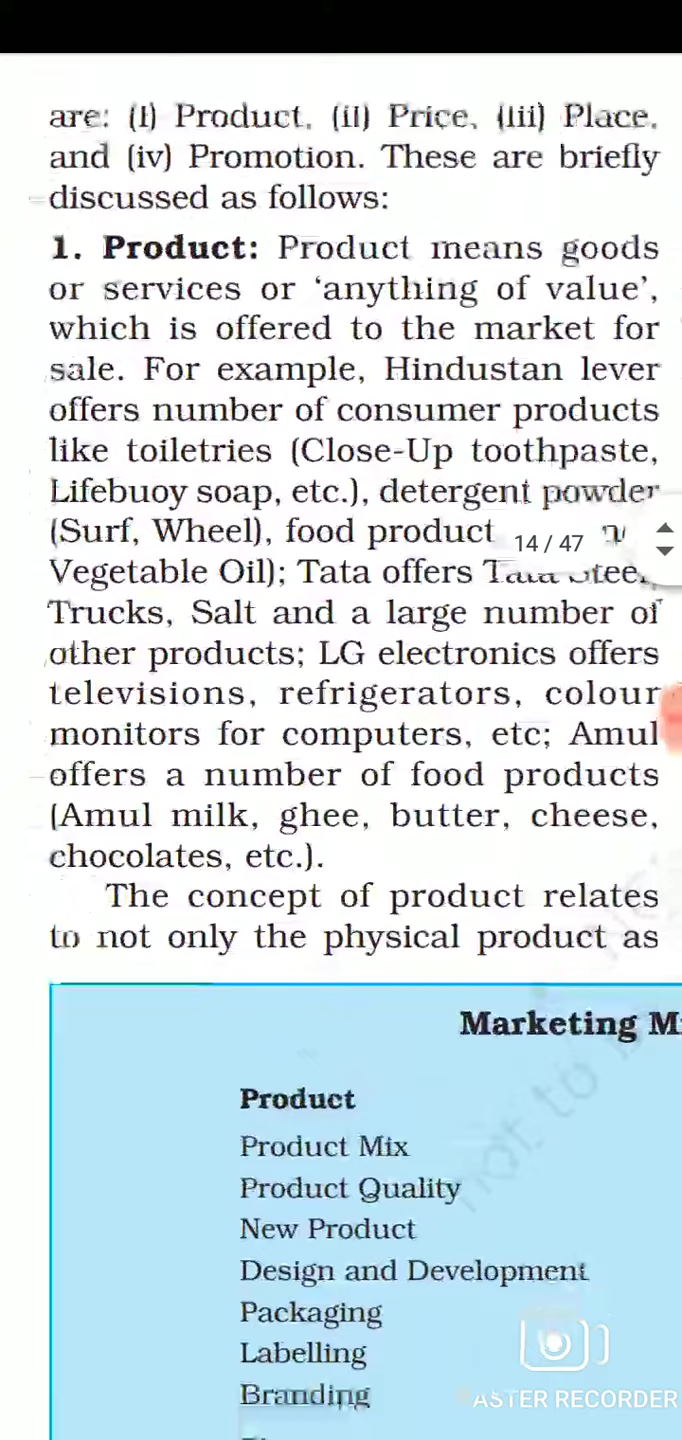 are: (i) Product, (ii) Price, (iii) Place,
and (iv) Promotion. These are briefly
discussed as follows:
1. Product: Product means goods
or services or ‘anything of value’,
which is offered to the market for
sale. For example, Hindustan lever
offers number of consumer products
like toiletries (Close-Up toothpaste,
Lifebuoy soap, etc.), detergent powder
(Surf, Wheel), food product
14 / 47
Vegetable Oil); Tata offers Tata Steel,
Trucks, Salt and a large number of
other products; LG electronics offers
televisions, refrigerators, colour
monitors for computers, etc; Amul
offers a number of food products
(Amul milk, ghee, butter, cheese,
chocolates, etc.).
The concept of product relates
to not only the physical product as
Marketing M
Product
Product Mix
Product Quality
New Product
Design and Development
Packaging
Labelling
Branding
not to
ASTER RECORDER